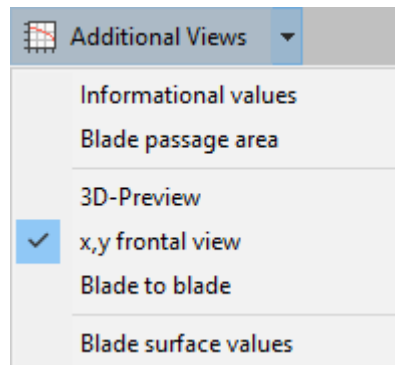 Additional Views
Informational values
Blade passage area
3D-Preview
x,y frontal view
Blade to blade
Blade surface values